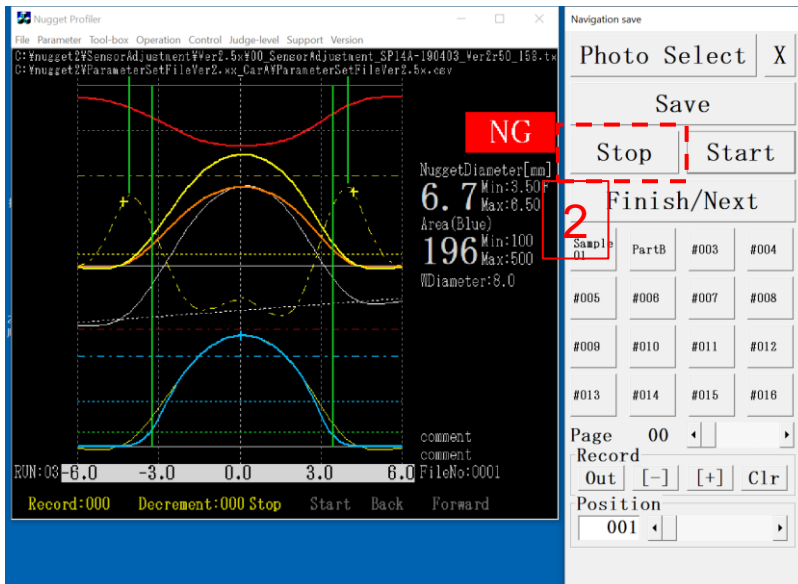 Nugget Profiler
File Parameter Tool-box Operation Control Judge-level Support Version
C:¥nugget2¥SensorAdjustment¥Ver2.5x¥00_SensorAdjustment_SP14A-190403_Ver2r50_158.tx
C:¥nugget2¥ParameterSetFileVer2.xx_CarA¥ParameterSetFileVer2.5x.csv
NG
NuggetDiameter[mm]
6.7 Min:3.50F
Max:6.50
Area(Blue)
196 Min:100
Max:500
WDiameter:8.0
comment
comment
RUN:03 -6.0 -3.0 0.0 3.0 6.0 FileNo:0001
Record:000 Decrement:000 Stop Start Back Forward
Navigation save
Photo Select X
Save
Stop Start
2
Finish/Next
Sample 01 PartB #003 #004
#005 #006 #007 #008
#009 #010 #011 #012
#013 #014 #015 #016
Page 00
Record
Out [-] [+] Clr
Position
001